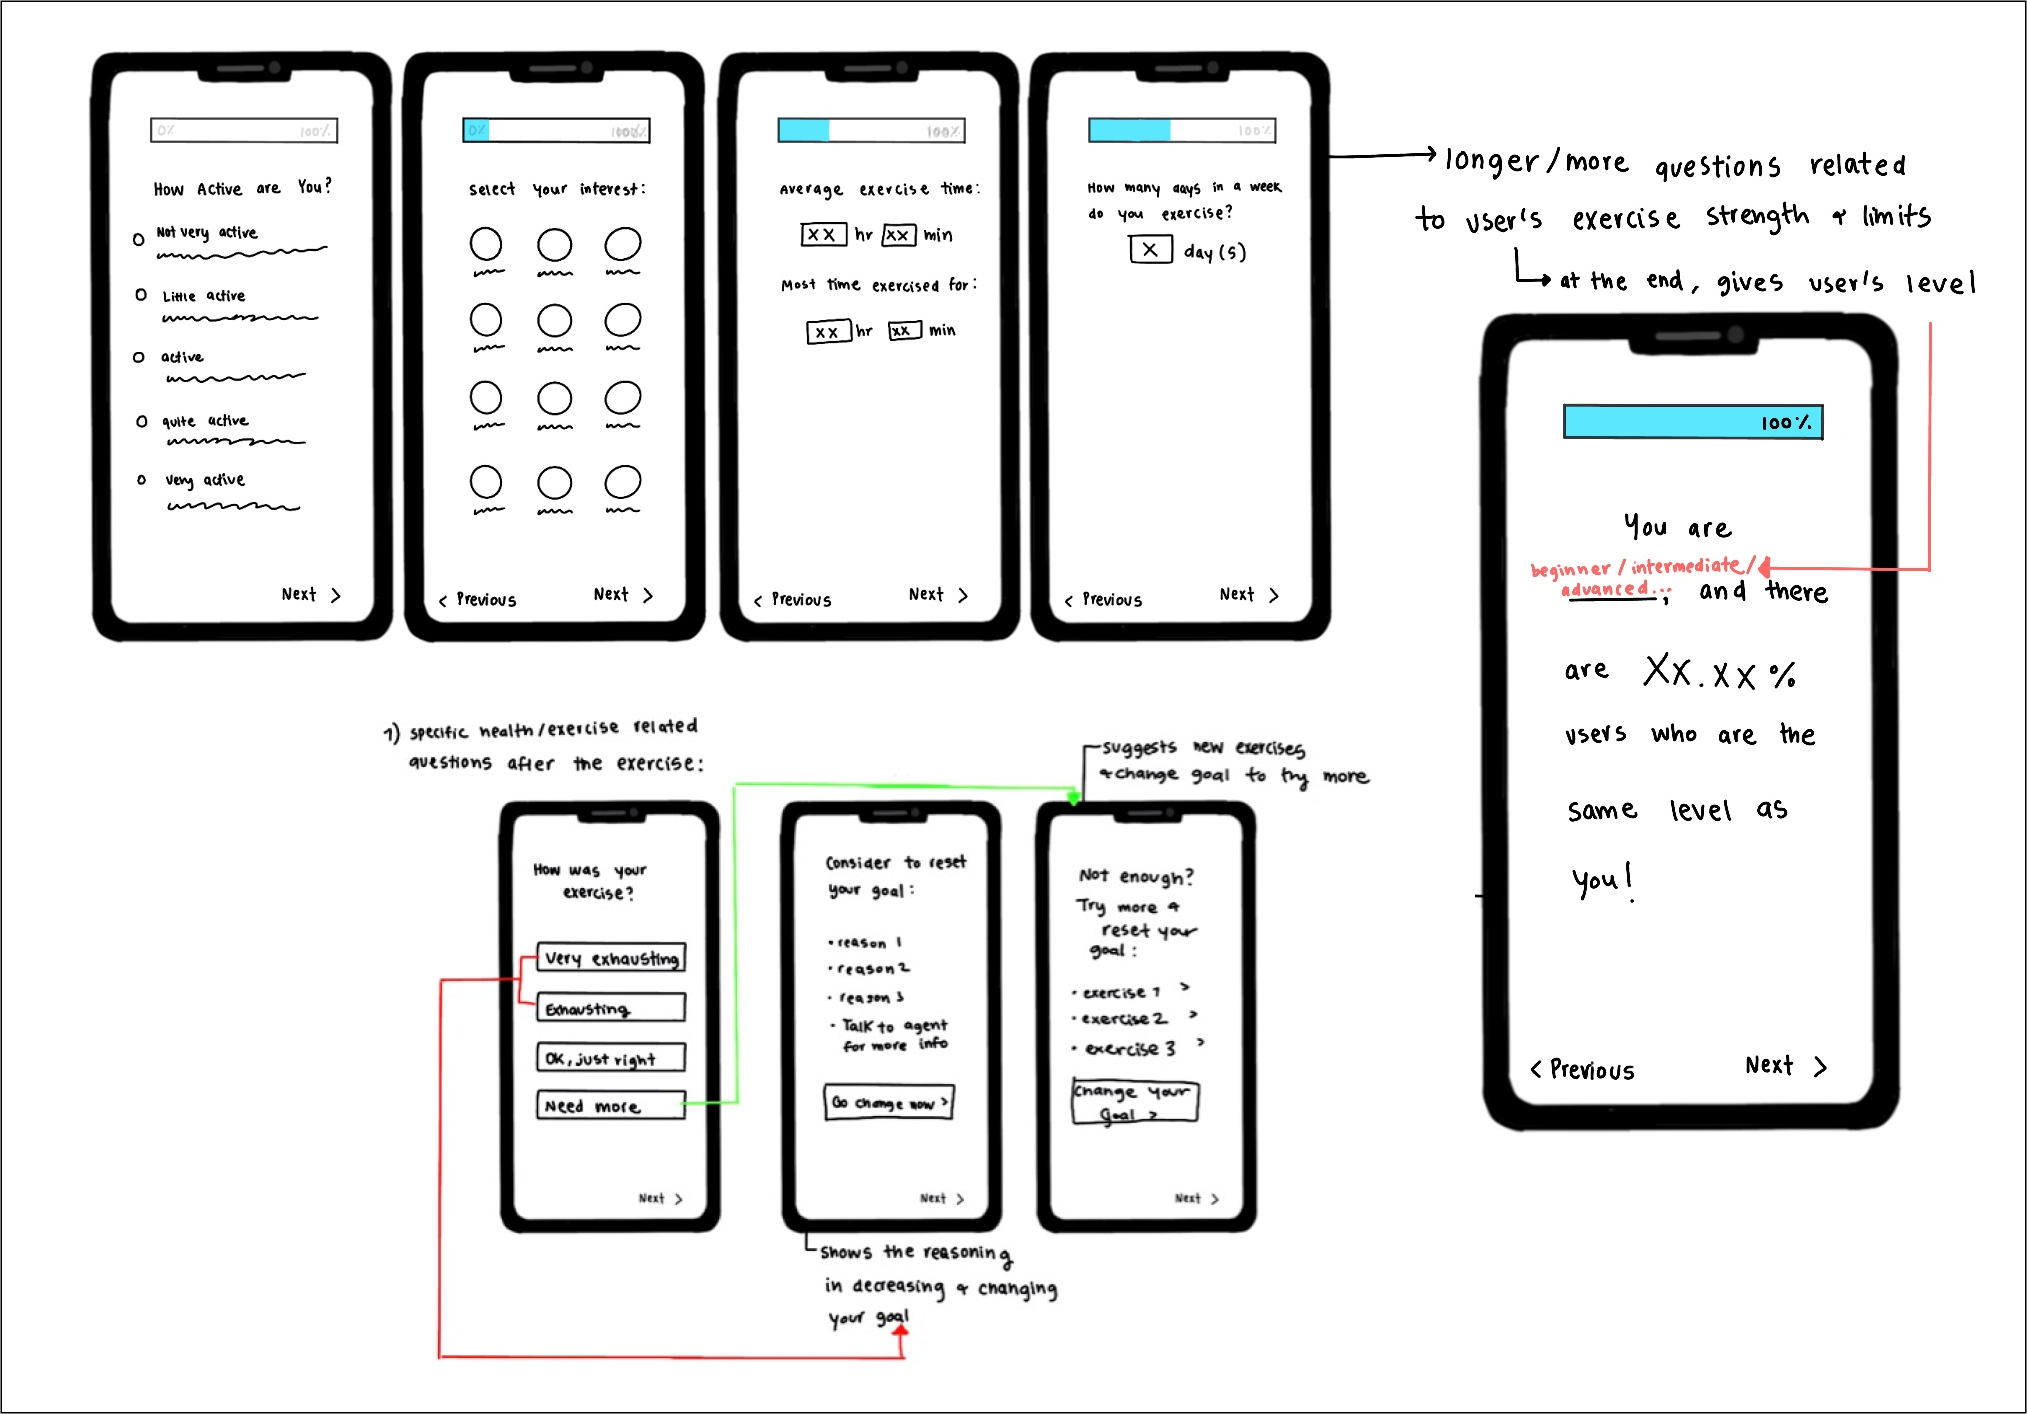 0% 100%
How Active are You?
Not very active
Little active
active
quite active
very active
Next >
0% 100%
Select your interest:
< Previous Next >
100%
Average exercise time:
XX hr XX min
Most time exercised for:
XX hr XX min
< Previous Next >
100%
How many days in a week
do you exercise?
X day(s)
< Previous Next >
longer/more questions related
to user's exercise strength & limits
at the end, gives user's level
100%
You are
beginner/intermediate/
advanced...
, and there
are XX.XX%
users who are the
same level as
you!
< Previous Next >
1) specific health/exercise related
questions after the exercise:
How was your
exercise?
Very exhausting
Exhausting
OK, just right
Need more
Next >
Consider to reset
your goal:
• reason 1
• reason 2
• reason 3
• Talk to agent
for more info
Go change now >
Next >
shows the reasoning
in decreasing & changing
your goal
suggests new exercises
& change goal to try more
Not enough?
Try more &
reset your
goal:
• exercise 1 >
• exercise 2 >
• exercise 3 >
Change your
Goal >
Next >